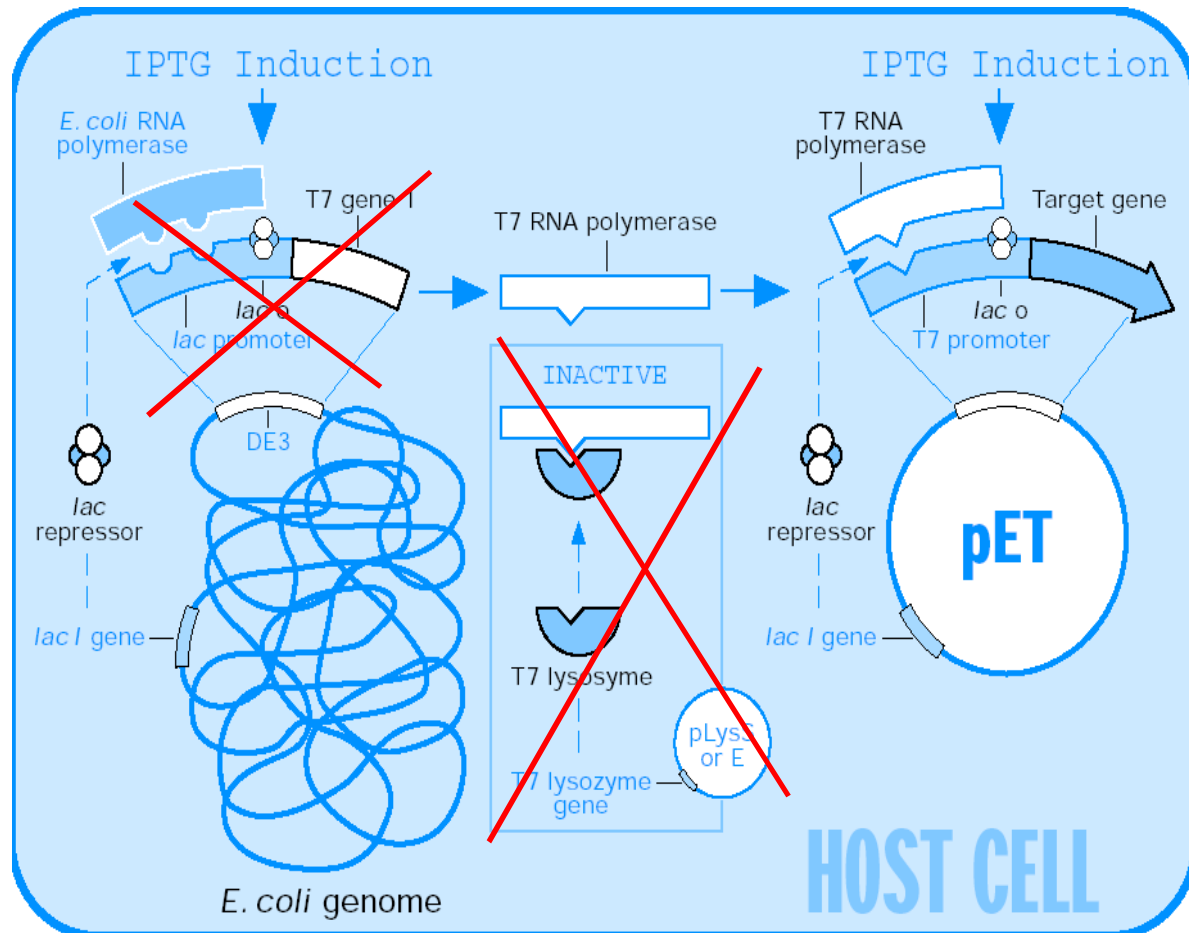 IPTG Induction
IPTG Induction
E. coli RNA
polymerase
T7 gene 1
T7 RNA polymerase
T7 RNA
polymerase
Target gene
lac o
lac promoter
lac o
T7 promoter
INACTIVE
DE3
lac
repressor
lac
repressor
pET
lac I gene
T7 lysosyme
lac I gene
pLysS
or E
T7 lysozyme
gene
HOST CELL
E. coli genome